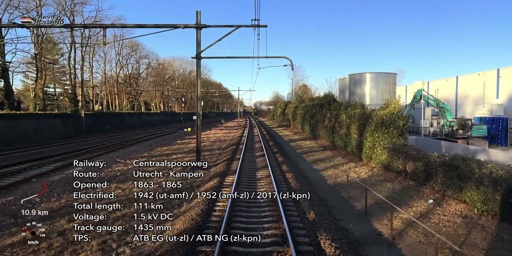 Railway: Centraalspoorweg
Route: Utrecht - Kampen
Opened: 1863- 1865
Electrified: 1942 (ut-amf) / 1952 (amf-zl) / 2017 (zl-kpn)
Total length: 111 km
Voltage: 1.5 kV DC
Track gauge: 1435 mm
TPS: ATB EG (ut-zl) / ATB NG (zl-kpn)
10.9 km
km/h